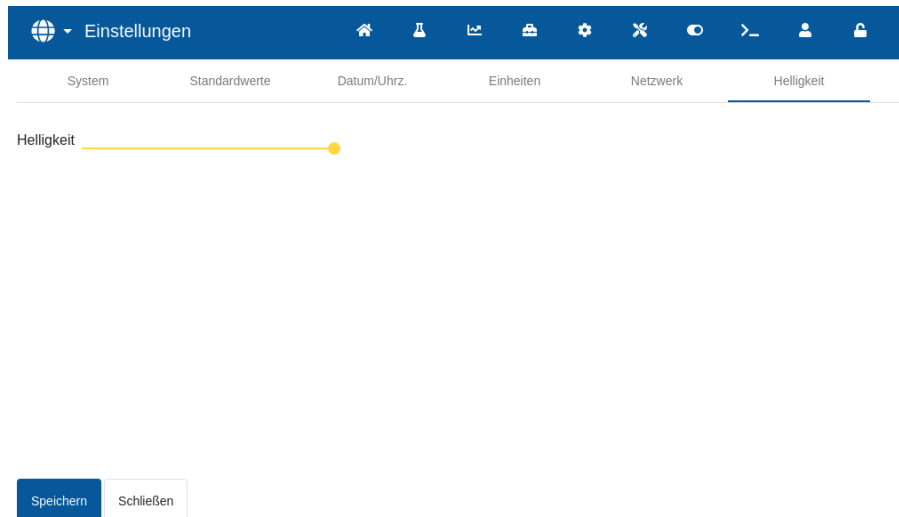 Einstellungen
System Standardwerte Datum/Uhrz. Einheiten Netzwerk Helligkeit
Helligkeit
Speichern Schließen